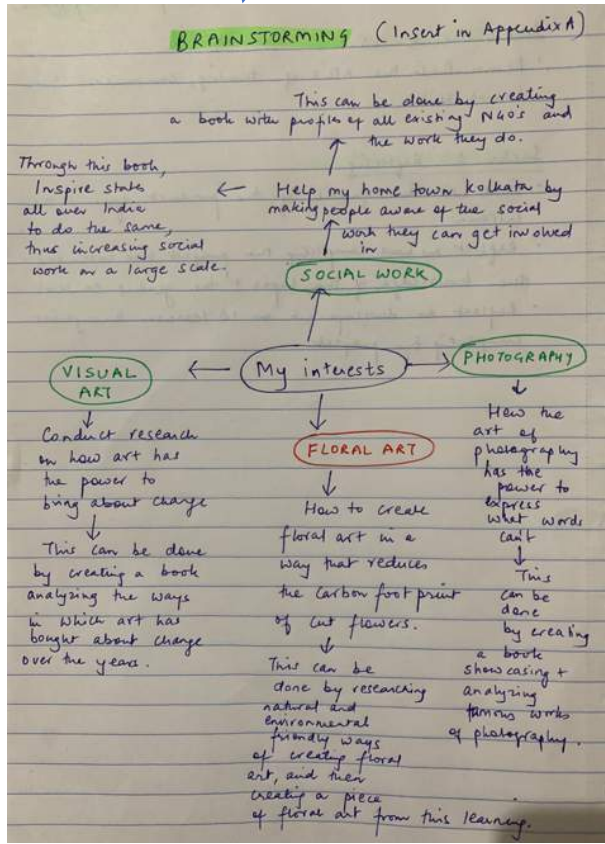 BRAINSTORMING (Insert in Appendix A)
This can be done by creating
a book with profiles of all existing NGO's and
the work they do.
Through this book,
Inspire states
all over India
to do the same,
thus increasing social
work on a large scale.
Help my home town Kolkata by
making people aware of the social
work they can get involved
in
SOCIAL WORK
My interests
VISUAL
ART
Conduct research
on how art has
the power to
bring about change
This can be done
by creating a book
analyzing the ways
in which art has
bought about change
over the years.
FLORAL ART
How to create
floral art in a
way that reduces
the carbon foot print
of cut flowers.
This can be
done by researching
natural and
environmental
friendly ways
of creating floral
art, and then
creating a piece
of floral art from this learning.
PHOTOGRAPHY
How the
art of
photography
has the
power to
express
what words
can't
This
can be
done
by creating
a book
showcasing +
analyzing
famous works
of photography.